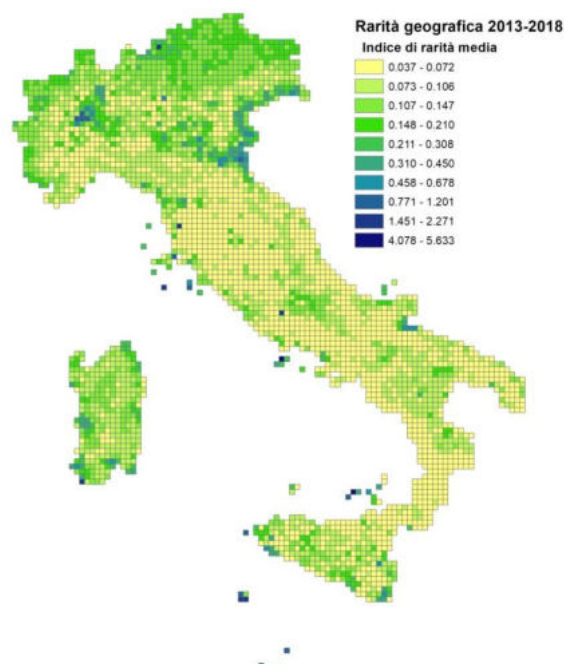 Rarità geografica 2013-2018
Indice di rarità media
0.037 - 0.072
0.073 - 0.106
0.107 - 0.147
0.148 - 0.210
0.211 - 0.308
0.310 - 0.450
0.458 - 0.678
0.771 - 1.201
1.451 - 2.271
4.078 - 5.633